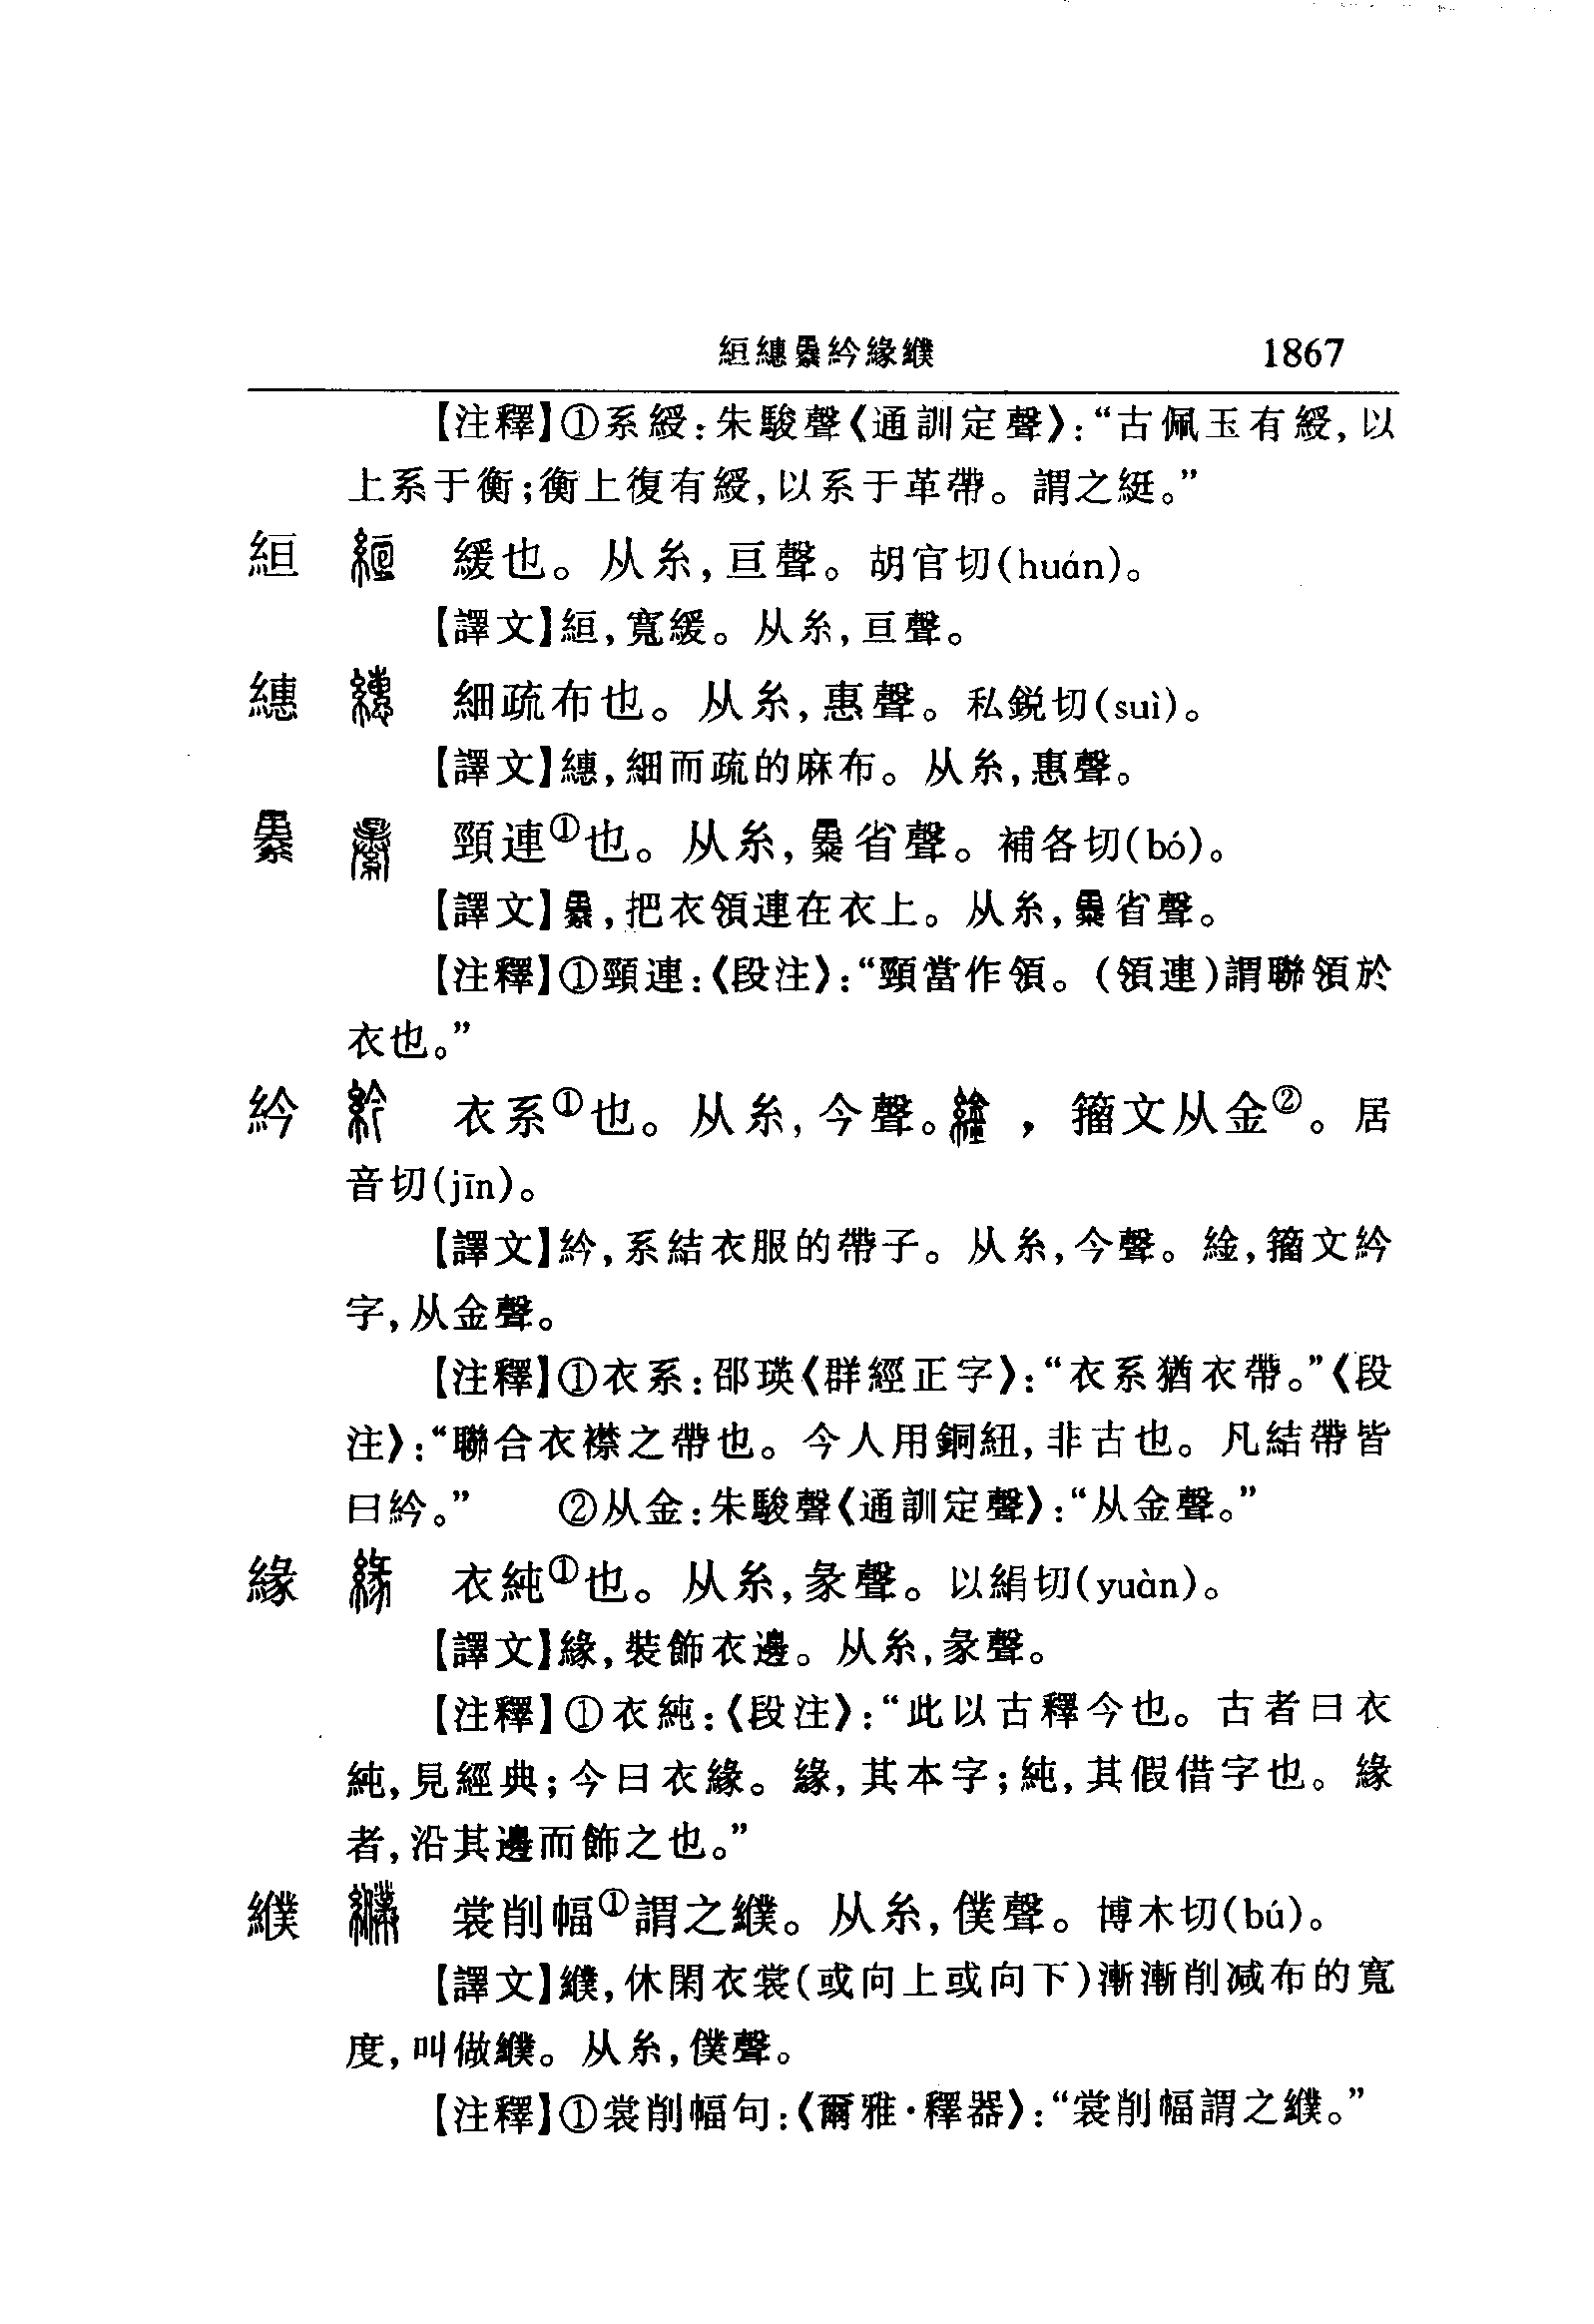 絙繐纀紟緣纀 1867
【注釋】①系綬:朱駿聲《通訓定聲》:“古佩玉有綬,以
上系于衡;衡上復有綬,以系于革帶。謂之綎。”
絙 緩也。从糸,亘聲。胡官切(huán)。
【譯文】絙,寬緩。从糸,亘聲。
繐 細疏布也。从糸,惠聲。私鋭切(suì)。
【譯文】繐,細而疏的麻布。从糸,惠聲。
頸連①也。从糸,暴省聲。補各切(bó)。
【譯文】,把衣領連在衣上。从糸,暴省聲。
【注釋】①頸連:《段注》:“頸當作領。(領連)謂聯領於
衣也。”
紟 衣系①也。从糸,今聲。,籀文从金②。居
音切(jīn)。
【譯文】紟,系結衣服的帶子。从糸,今聲。䋮,籀文紟
字,从金聲。
【注釋】①衣系:邵瑛《群經正字》:“衣系猶衣帶。”《段
注》:“聯合衣襟之帶也。今人用銅紐,非古也。凡結帶皆
曰紟。” ②从金:朱駿聲《通訓定聲》:“从金聲。”
緣 衣純①也。从糸,彖聲。以絹切(yuàn)。
【譯文】緣,裝飾衣邊。从糸,彖聲。
【注釋】①衣純:《段注》:“此以古釋今也。古者曰衣
純,見經典;今曰衣緣。緣,其本字;純,其假借字也。緣
者,沿其邊而飾之也。”
纀 裳削幅①謂之纀。从糸,僕聲。博木切(bú)。
【譯文】纀,休閑衣裳(或向上或向下)漸漸削减布的寬
度,叫做纀。从糸,僕聲。
【注釋】①裳削幅句:《爾雅·釋器》:“裳削幅謂之纀。”